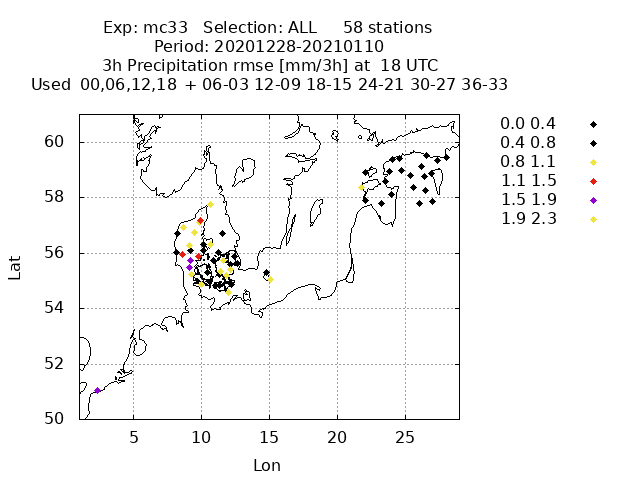 Exp: mc33 Selection: ALL 58 stations
Period: 20201228-20210110
3h Precipitation rmse [mm/3h] at 18 UTC
Used 00,06,12,18 + 06-03 12-09 18-15 24-21 30-27 36-33
0.0 0.4
0.4 0.8
0.8 1.1
1.1 1.5
1.5 1.9
1.9 2.3
60
58
56
54
52
50
Lat
5 10 15 20 25
Lon